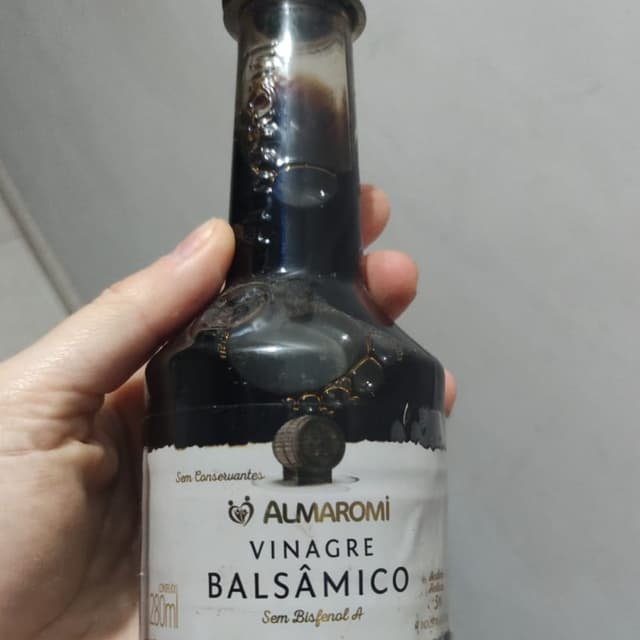 Sem Conservantes
ALMAROMI
VINAGRE
BALSÂMICO
Sem Bisfenol A
280ml